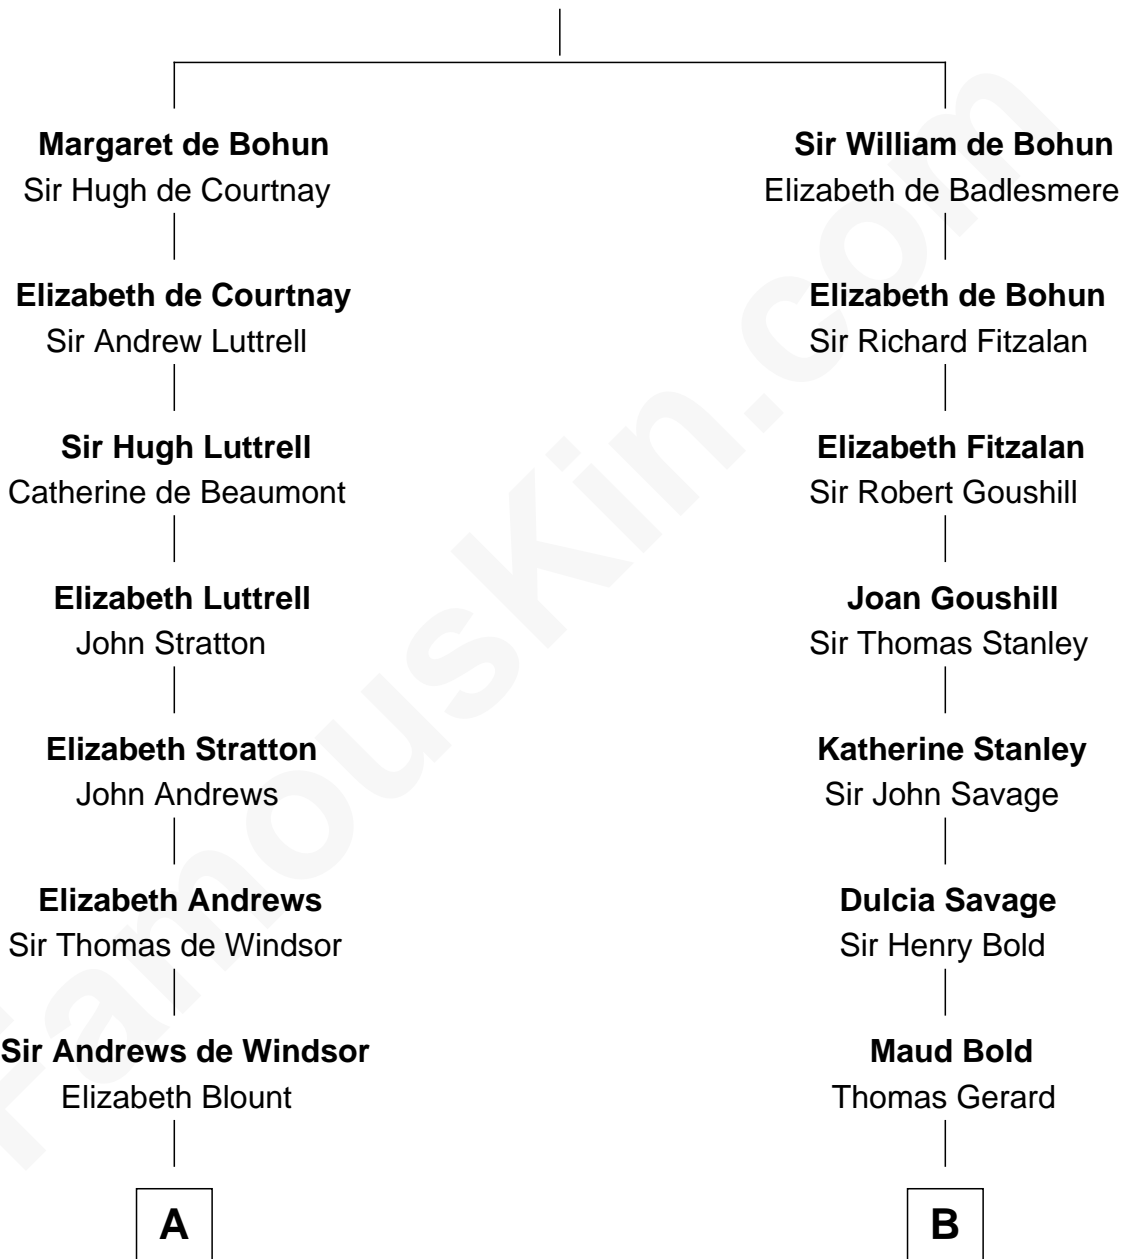 Margaret de Bohun
Sir Hugh de Courtnay
Elizabeth de Courtnay
Sir Andrew Luttrell
Sir Hugh Luttrell
Catherine de Beaumont
Elizabeth Luttrell
John Stratton
Elizabeth Stratton
John Andrews
Elizabeth Andrews
Sir Thomas de Windsor
Sir Andrews de Windsor
Elizabeth Blount
A
Sir William de Bohun
Elizabeth de Badlesmere
Elizabeth de Bohun
Sir Richard Fitzalan
Elizabeth Fitzalan
Sir Robert Goushill
Joan Goushill
Sir Thomas Stanley
Katherine Stanley
Sir John Savage
Dulcia Savage
Sir Henry Bold
Maud Bold
Thomas Gerard
B
FamousKin.com